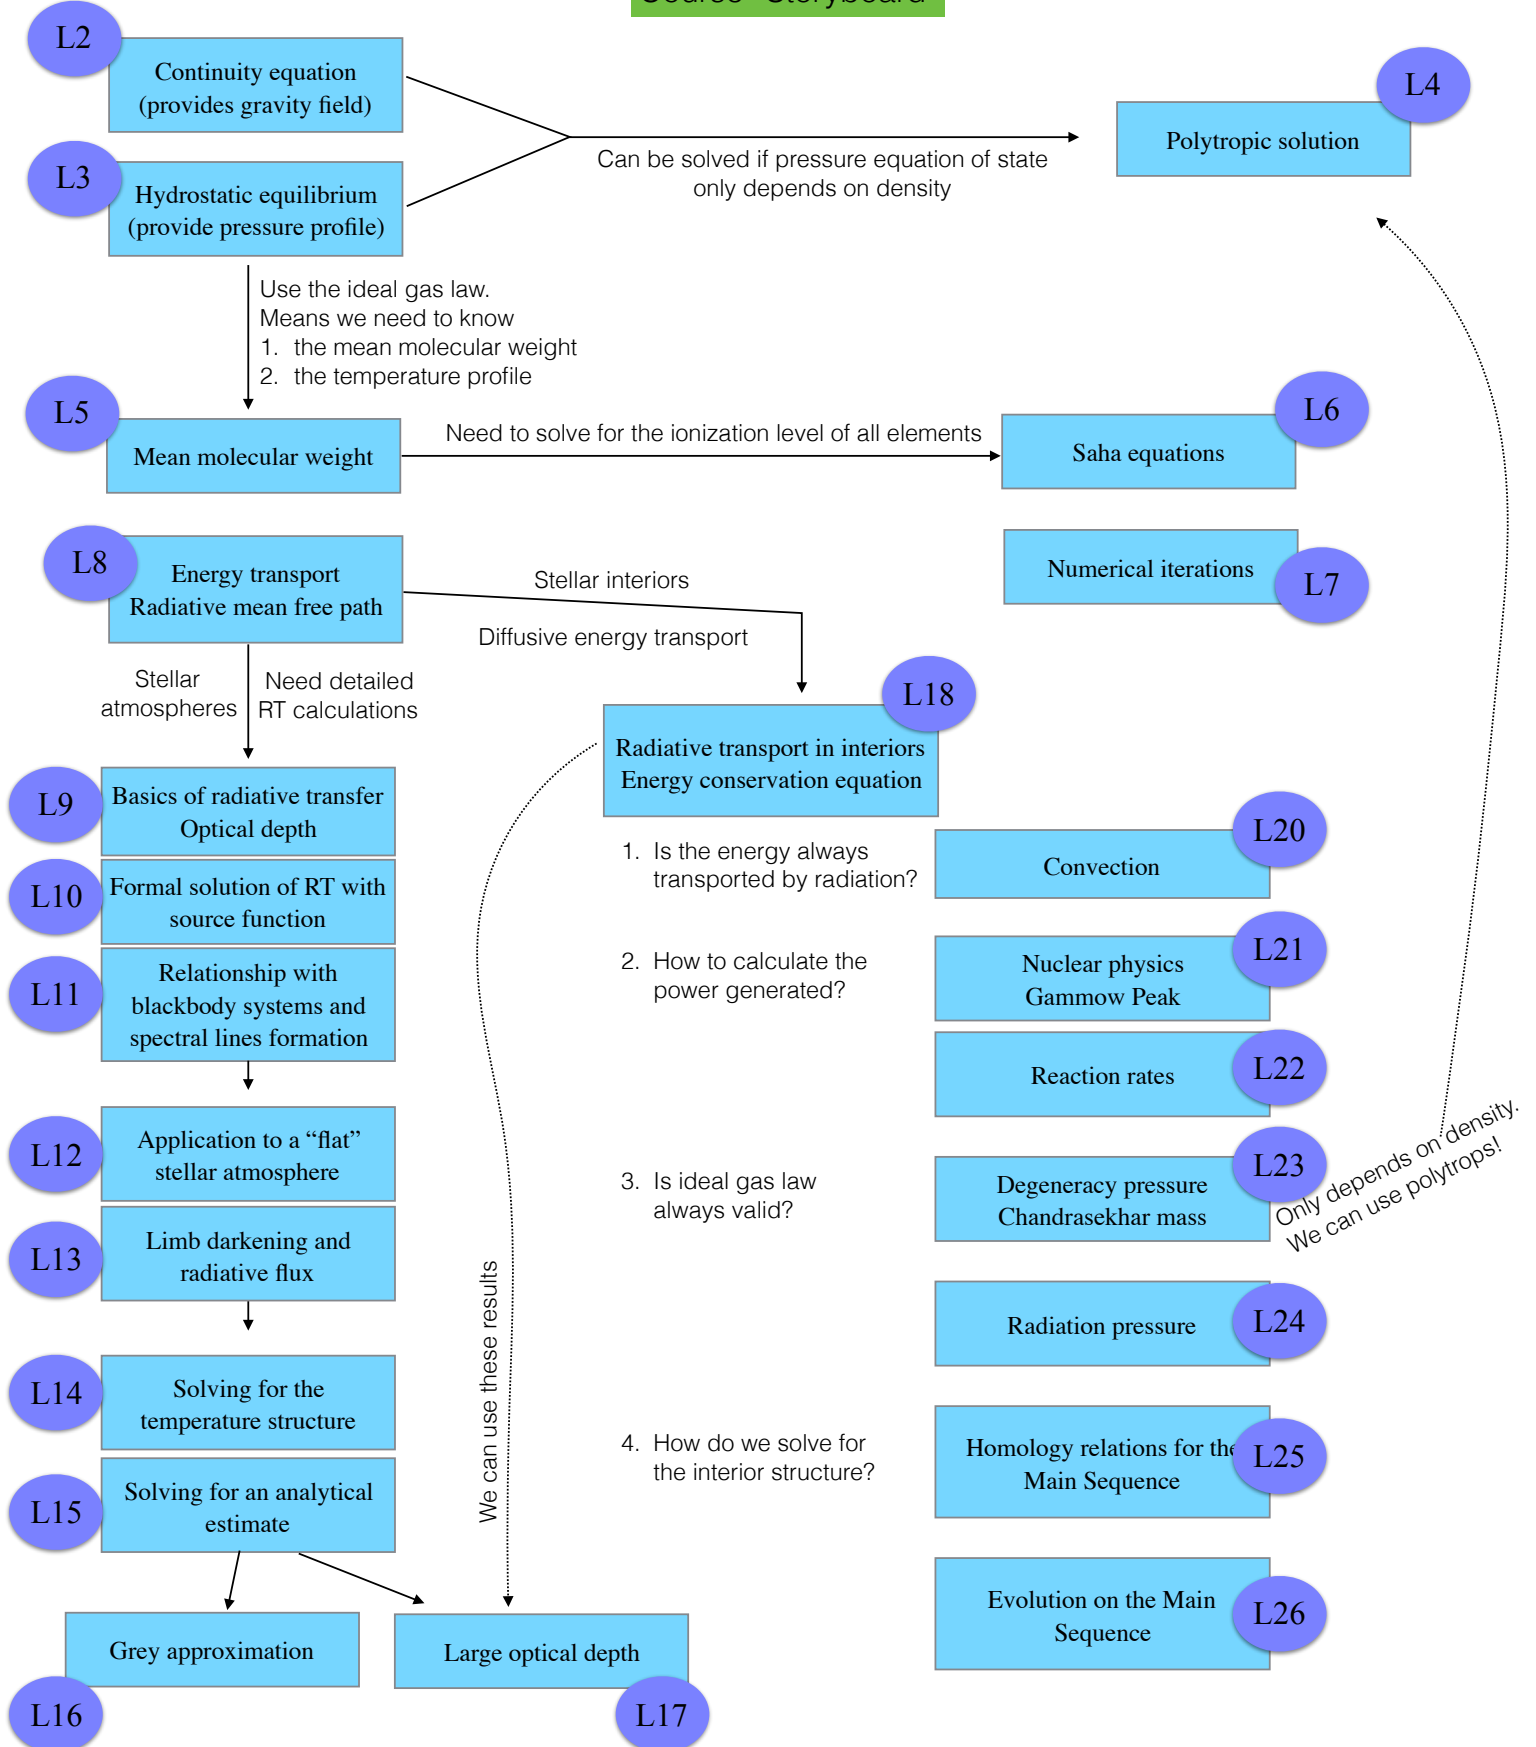 Course "Storyboard"
L2
Continuity equation
(provides gravity field)
L3
Hydrostatic equilibrium
(provide pressure profile)
Can be solved if pressure equation of state
only depends on density
L4
Polytropic solution
Use the ideal gas law.
Means we need to know
1. the mean molecular weight
2. the temperature profile
L5
Mean molecular weight
Need to solve for the ionization level of all elements
L6
Saha equations
Numerical iterations
L7
L8
Energy transport
Radiative mean free path
Stellar interiors
Diffusive energy transport
Stellar
atmospheres
Need detailed
RT calculations
L9
Basics of radiative transfer
Optical depth
L10
Formal solution of RT with
source function
L11
Relationship with
blackbody systems and
spectral lines formation
L12
Application to a “flat”
stellar atmosphere
L13
Limb darkening and
radiative flux
L14
Solving for the
temperature structure
L15
Solving for an analytical
estimate
Grey approximation
L16
Large optical depth
L17
We can use these results
L18
Radiative transport in interiors
Energy conservation equation
1. Is the energy always
transported by radiation?
L20
Convection
2. How to calculate the
power generated?
L21
Nuclear physics
Gammow Peak
L22
Reaction rates
3. Is ideal gas law
always valid?
L23
Degeneracy pressure
Chandrasekhar mass
Only depends on density.
We can use polytrops!
L24
Radiation pressure
4. How do we solve for
the interior structure?
L25
Homology relations for the
Main Sequence
L26
Evolution on the Main
Sequence